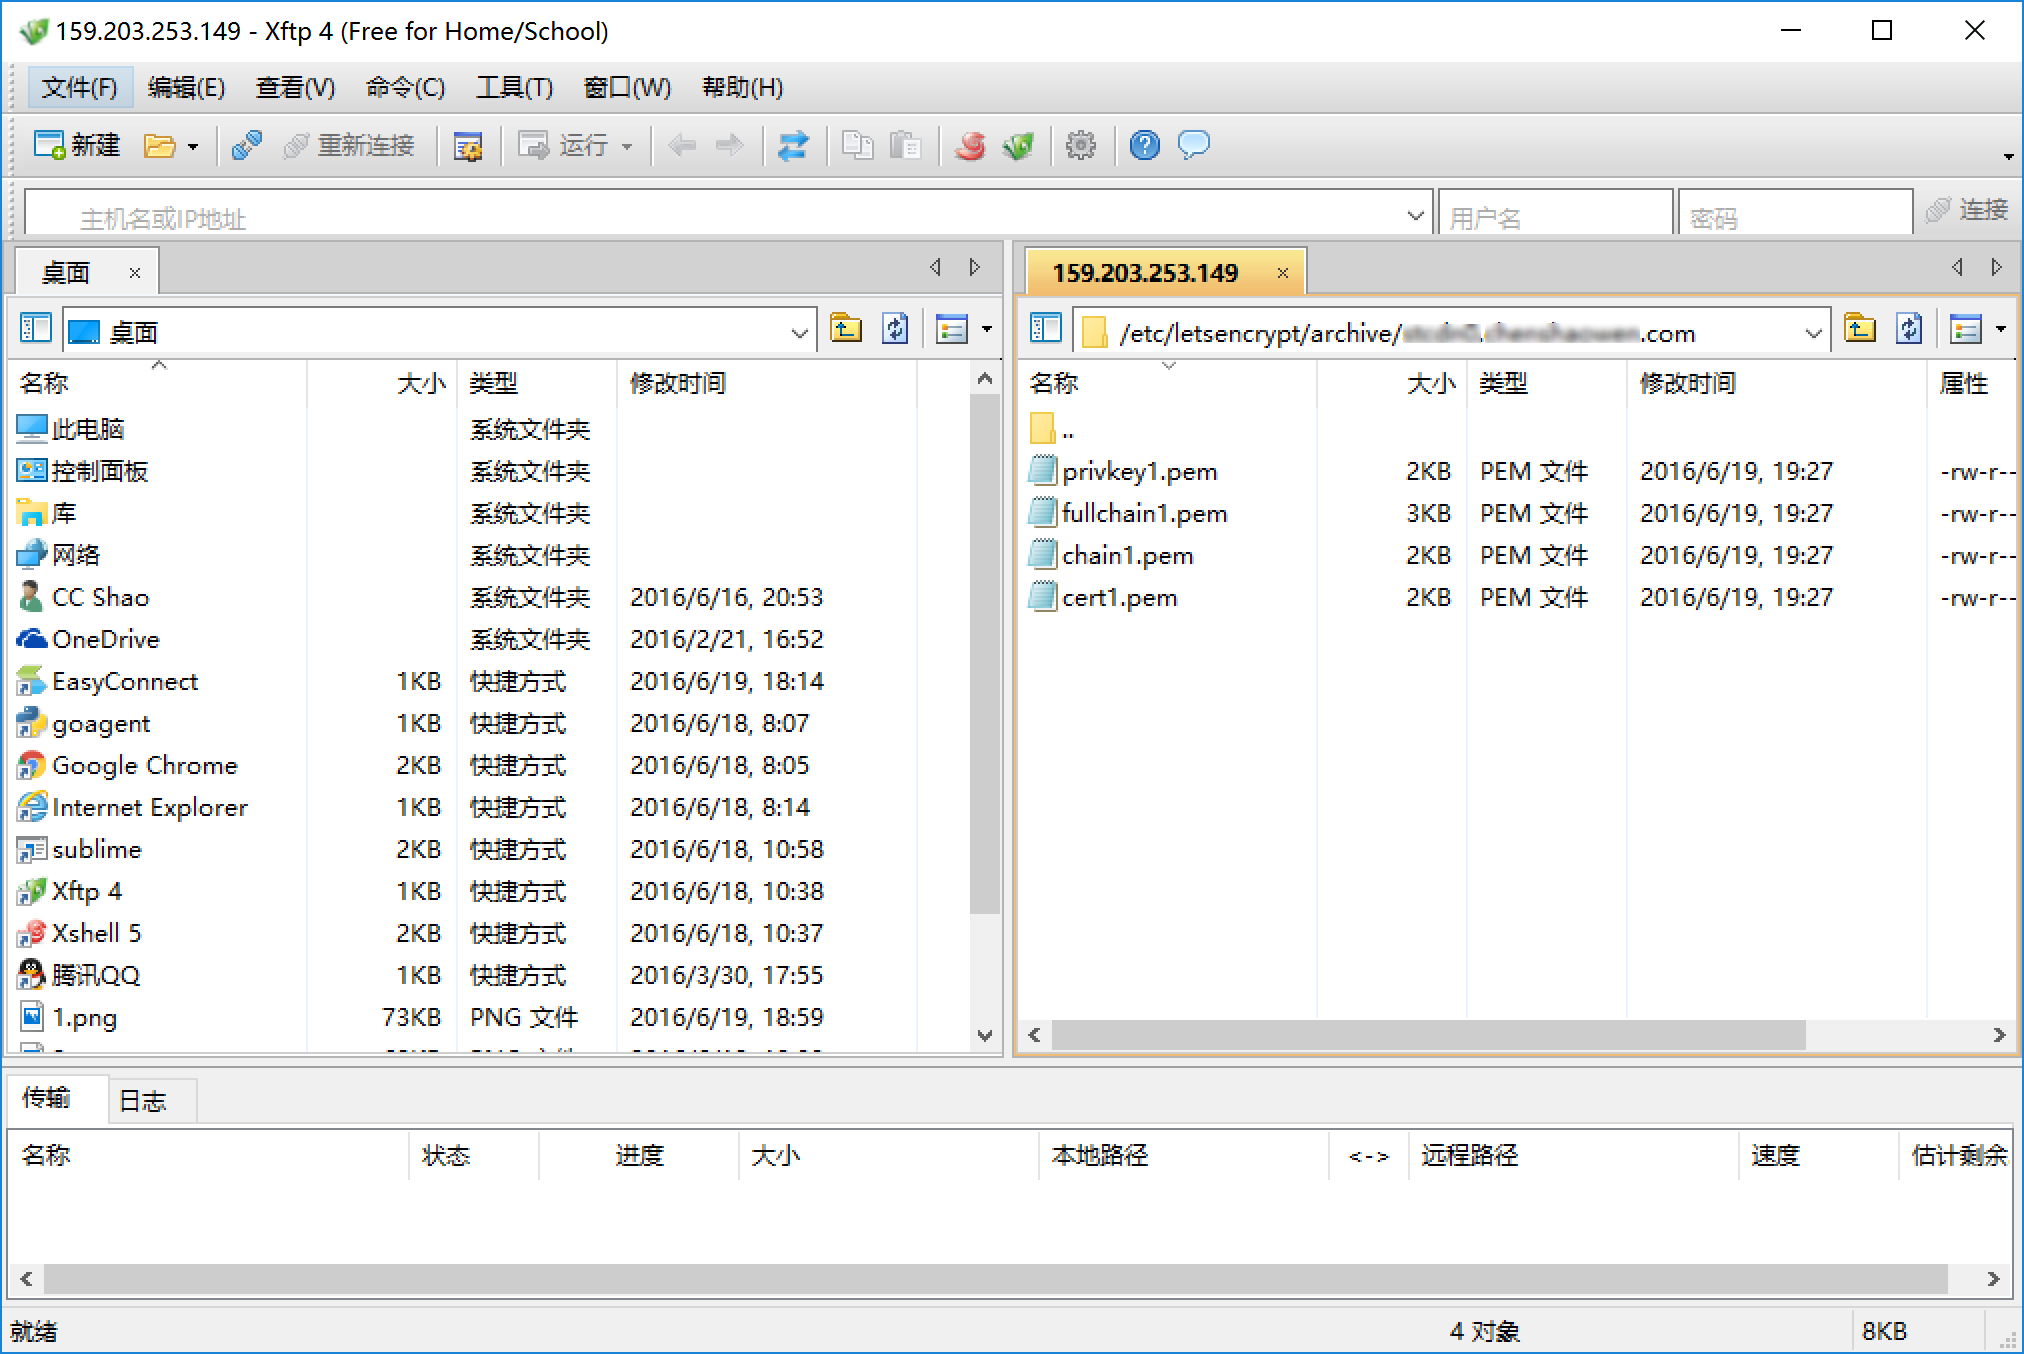 159.203.253.149 - Xftp 4 (Free for Home/School)
文件(F) 编辑(E) 查看(V) 命令(C) 工具(T) 窗口(W) 帮助(H)
新建 重新连接 运行
主机名或IP地址 用户名 密码 连接
桌面
桌面
名称 大小 类型 修改时间
此电脑 系统文件夹
控制面板 系统文件夹
库 系统文件夹
网络 系统文件夹
CC Shao 系统文件夹 2016/6/16, 20:53
OneDrive 系统文件夹 2016/2/21, 16:52
EasyConnect 1KB 快捷方式 2016/6/19, 18:14
goagent 1KB 快捷方式 2016/6/18, 8:07
Google Chrome 2KB 快捷方式 2016/6/18, 8:05
Internet Explorer 1KB 快捷方式 2016/6/18, 8:14
sublime 2KB 快捷方式 2016/6/18, 10:58
Xftp 4 1KB 快捷方式 2016/6/18, 10:38
Xshell 5 2KB 快捷方式 2016/6/18, 10:37
腾讯QQ 1KB 快捷方式 2016/3/30, 17:55
1.png 73KB PNG 文件 2016/6/19, 18:59
159.203.253.149
/etc/letsencrypt/archive/ .com
名称 大小 类型 修改时间 属性
..
privkey1.pem 2KB PEM 文件 2016/6/19, 19:27 -rw-r--
fullchain1.pem 3KB PEM 文件 2016/6/19, 19:27 -rw-r--
chain1.pem 2KB PEM 文件 2016/6/19, 19:27 -rw-r--
cert1.pem 2KB PEM 文件 2016/6/19, 19:27 -rw-r--
传输 日志
名称 状态 进度 大小 本地路径 <-> 远程路径 速度 估计剩余
就绪 4 对象 8KB